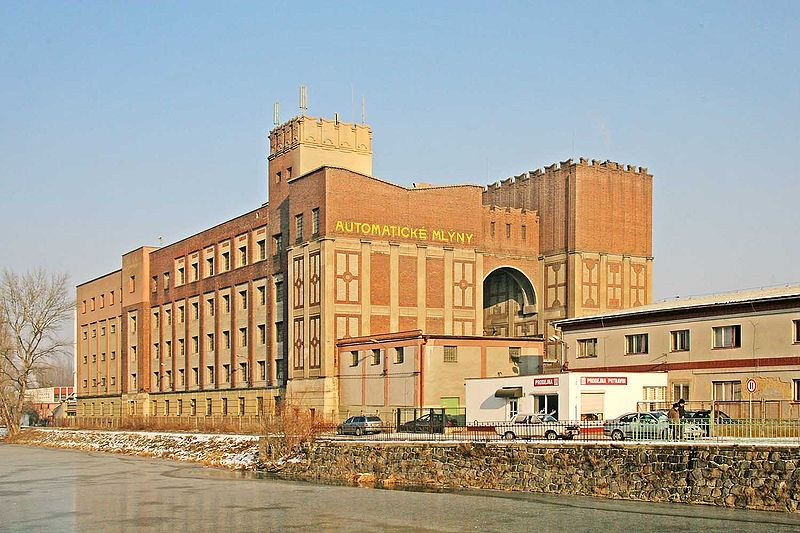 AUTOMATICKÉ MLÝNY
PRODEJNA
PRODEJNA POTRAVIN